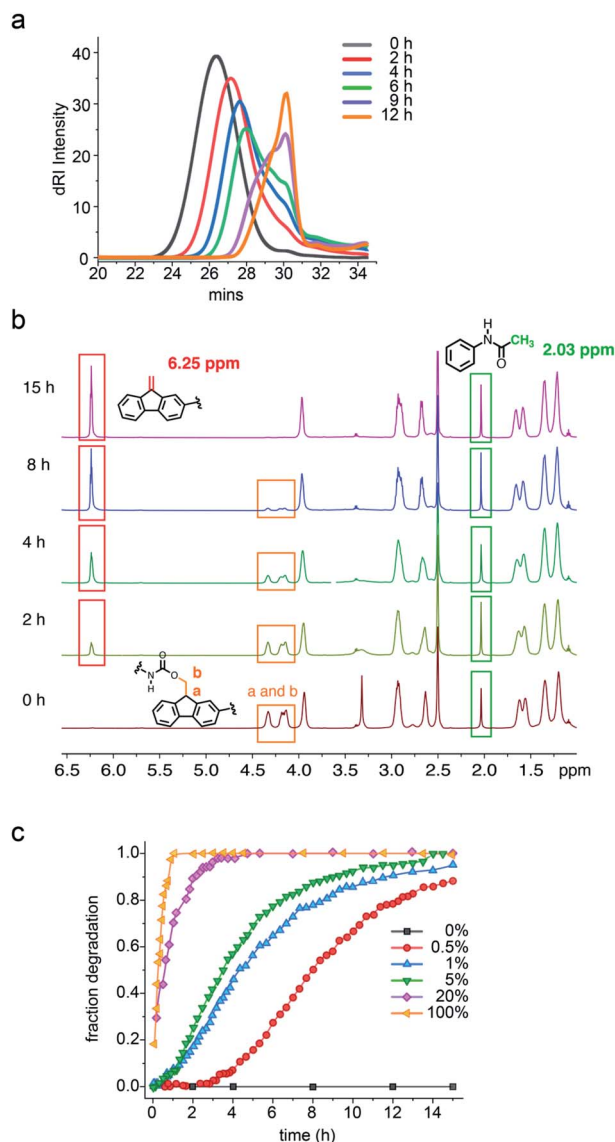 a
40
30
20
10
0
dRI Intensity
0 h
2 h
4 h
6 h
9 h
12 h
20 22 24 26 28 30 32 34
mins
b
6.25 ppm
H
N
O
CH₃
2.03 ppm
15 h
8 h
4 h
2 h
0 h
O
N
H
O
b
a
a and b
6.5 6.0 5.5 5.0 4.5 4.0 3.5 3.0 2.5 2.0 1.5 ppm
c
1.0
0.8
0.6
0.4
0.2
0.0
fraction degradation
0%
0.5%
1%
5%
20%
100%
0 2 4 6 8 10 12 14
time (h)